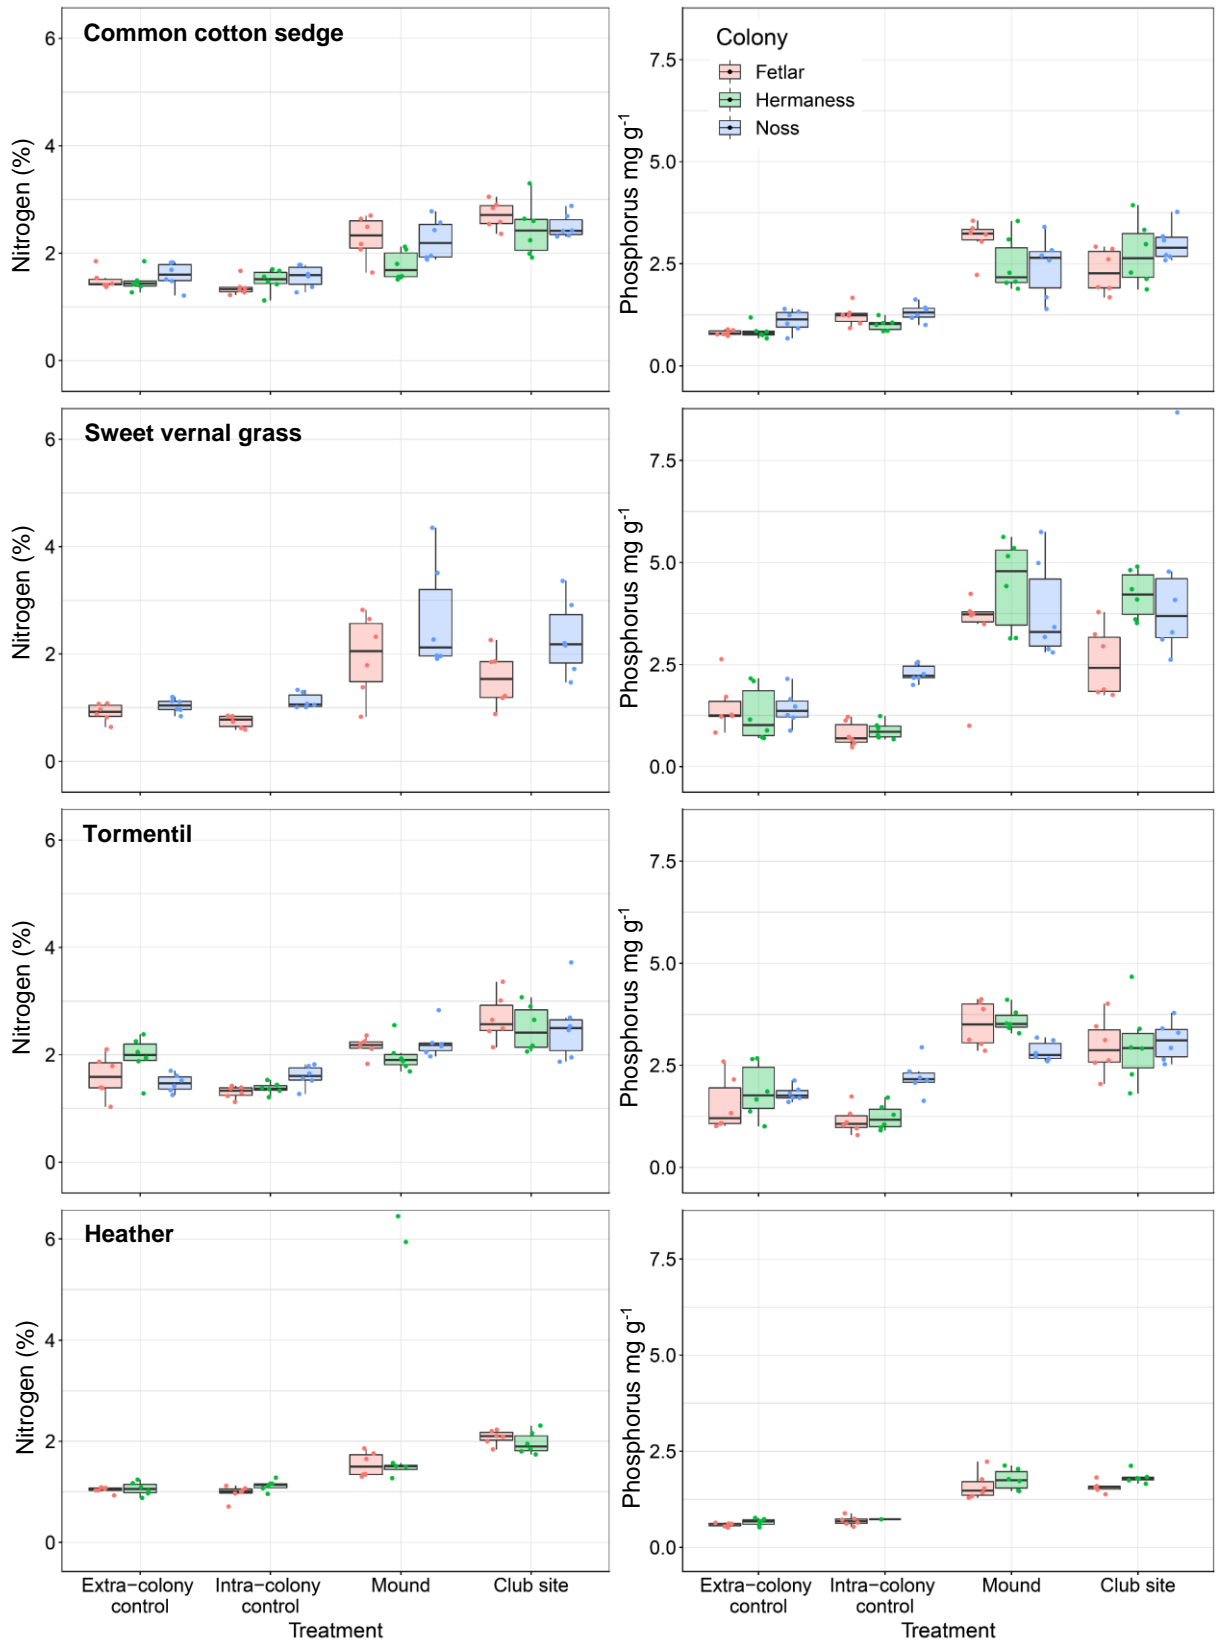 Common cotton sedge
Nitrogen (%)
6
4
2
0
Phosphorus mg g-1
7.5
5.0
2.5
0.0
Colony
Fetlar
Hermaness
Noss
Sweet vernal grass
Nitrogen (%)
6
4
2
0
Phosphorus mg g-1
7.5
5.0
2.5
0.0
Tormentil
Nitrogen (%)
6
4
2
0
Phosphorus mg g-1
7.5
5.0
2.5
0.0
Heather
Nitrogen (%)
6
4
2
0
Phosphorus mg g-1
7.5
5.0
2.5
0.0
Extra-colony
control
Intra-colony
control
Mound
Club site
Treatment
Extra-colony
control
Intra-colony
control
Mound
Club site
Treatment